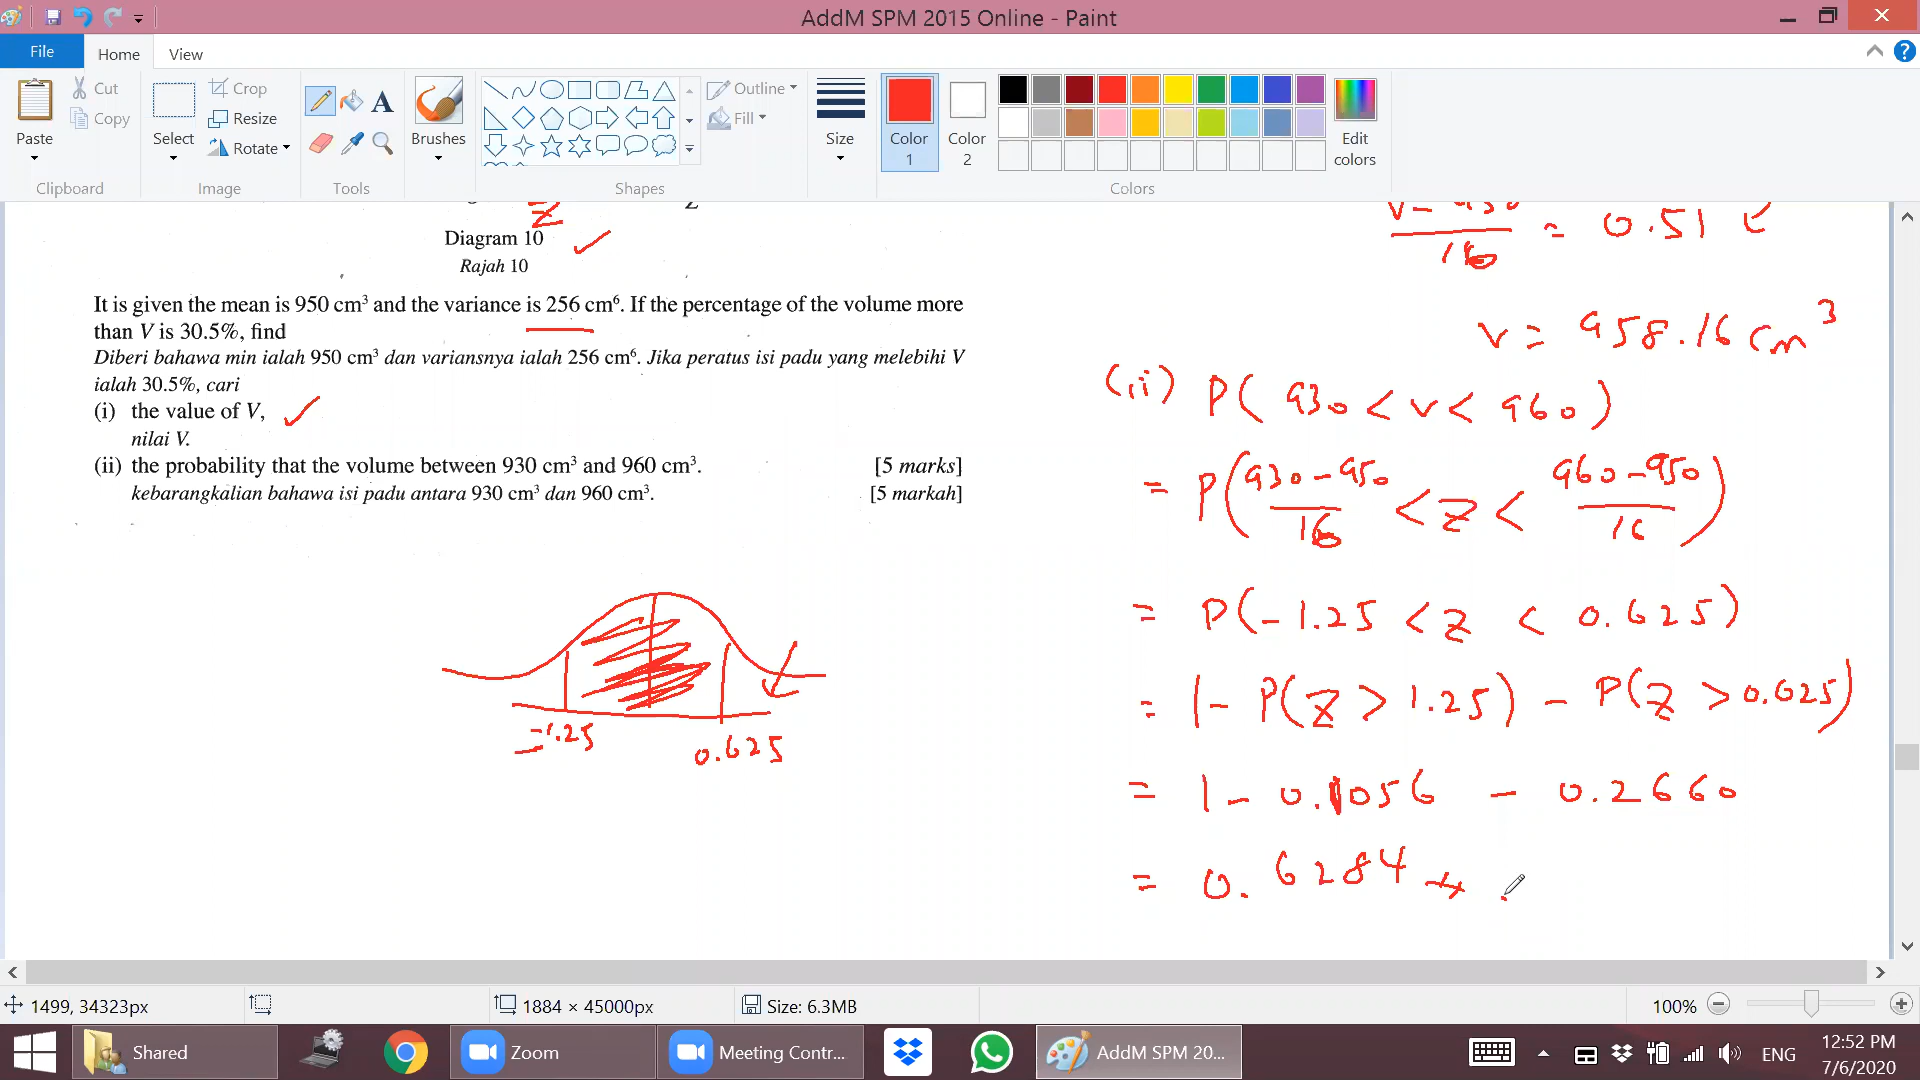 AddM SPM 2015 Online - Paint
File
Home
View
Paste
Cut
Copy
Clipboard
Select
Crop
Resize
Rotate
Image
A
Tools
Brushes
Shapes
Outline
Fill
Size
Color
1
Color
2
Colors
Edit
colors
Diagram 10
Rajah 10
It is given the mean is 950 cm³ and the variance is 256 cm⁶. If the percentage of the volume more
than V is 30.5%, find
Diberi bahawa min ialah 950 cm³ dan variansnya ialah 256 cm⁶. Jika peratus isi padu yang melebihi V
ialah 30.5%, cari
(i) the value of V,
nilai V.
(ii) the probability that the volume between 930 cm³ and 960 cm³. [5 marks]
kebarangkalian bahawa isi padu antara 930 cm³ dan 960 cm³. [5 markah]
-1.25
0.625
V - 950 / 16 = 0.51
V = 958.16 cm³
(ii) P( 930 < V < 960 )
= P( 930 - 950 / 16 < Z < 960 - 950 / 16 )
= P( -1.25 < Z < 0.625 )
= 1 - P( Z > 1.25 ) - P( Z > 0.625 )
= 1 - 0.1056 - 0.2660
= 0.6284
1499, 34323px
1884 × 45000px
Size: 6.3MB
100%
Shared
Zoom
Meeting Contr...
AddM SPM 20...
ENG
12:52 PM
7/6/2020